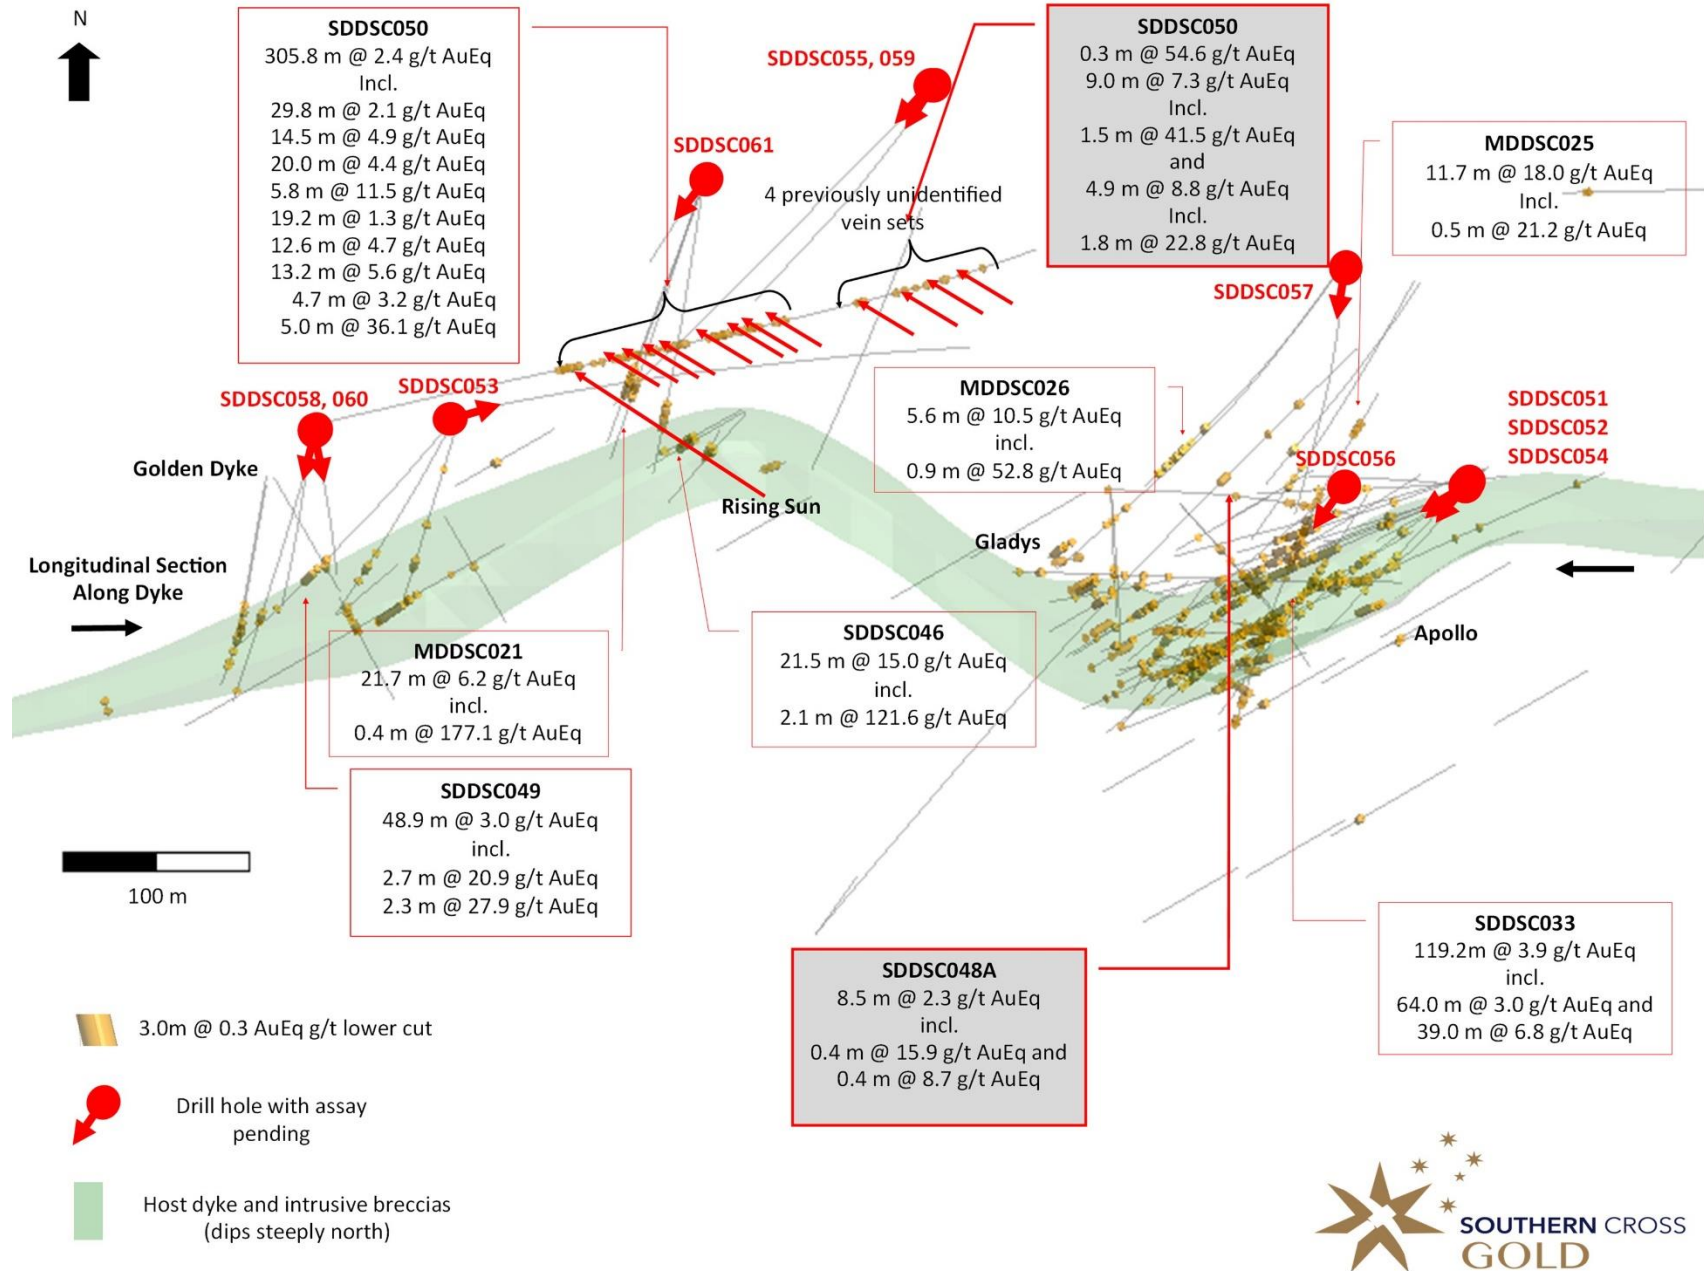 N
SDDSC050
305.8 m @ 2.4 g/t AuEq
Incl.
29.8 m @ 2.1 g/t AuEq
14.5 m @ 4.9 g/t AuEq
20.0 m @ 4.4 g/t AuEq
5.8 m @ 11.5 g/t AuEq
19.2 m @ 1.3 g/t AuEq
12.6 m @ 4.7 g/t AuEq
13.2 m @ 5.6 g/t AuEq
4.7 m @ 3.2 g/t AuEq
5.0 m @ 36.1 g/t AuEq
SDDSC055, 059
SDDSC061
4 previously unidentified
vein sets
SDDSC050
0.3 m @ 54.6 g/t AuEq
9.0 m @ 7.3 g/t AuEq
Incl.
1.5 m @ 41.5 g/t AuEq
and
4.9 m @ 8.8 g/t AuEq
Incl.
1.8 m @ 22.8 g/t AuEq
MDDSC025
11.7 m @ 18.0 g/t AuEq
Incl.
0.5 m @ 21.2 g/t AuEq
SDDSC057
SDDSC058, 060
SDDSC053
MDDSC026
5.6 m @ 10.5 g/t AuEq
incl.
0.9 m @ 52.8 g/t AuEq
SDDSC051
SDDSC052
SDDSC054
SDDSC056
Golden Dyke
Rising Sun
Gladys
Longitudinal Section
Along Dyke
Apollo
MDDSC021
21.7 m @ 6.2 g/t AuEq
incl.
0.4 m @ 177.1 g/t AuEq
SDDSC046
21.5 m @ 15.0 g/t AuEq
incl.
2.1 m @ 121.6 g/t AuEq
SDDSC049
48.9 m @ 3.0 g/t AuEq
incl.
2.7 m @ 20.9 g/t AuEq
2.3 m @ 27.9 g/t AuEq
100 m
SDDSC048A
8.5 m @ 2.3 g/t AuEq
incl.
0.4 m @ 15.9 g/t AuEq and
0.4 m @ 8.7 g/t AuEq
SDDSC033
119.2m @ 3.9 g/t AuEq
incl.
64.0 m @ 3.0 g/t AuEq and
39.0 m @ 6.8 g/t AuEq
3.0m @ 0.3 AuEq g/t lower cut
Drill hole with assay
pending
Host dyke and intrusive breccias
(dips steeply north)
SOUTHERN CROSS
GOLD